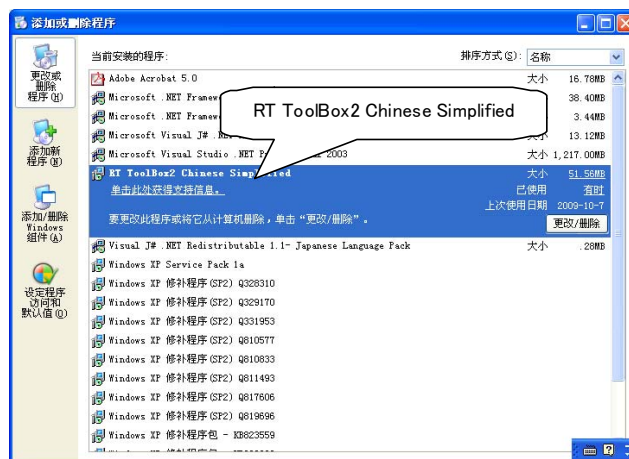 添加或删除程序
更改或
删除
程序(H)
添加新
程序(N)
添加/删除
Windows
组件(A)
设定程序
访问和
默认值(O)
当前安装的程序:
排序方式(S): 名称
Adobe Acrobat 5.0 大小 16.78MB
Microsoft .NET Framew 38.40MB
Microsoft .NET Framew 3.44MB
Microsoft Visual J# .NET 大小 13.12MB
Microsoft Visual Studio .NET P 2003 大小 1,217.00MB
RT ToolBox2 Chinese Simplified
RT ToolBox2 Chinese Simplified 大小 51.56MB
单击此处获得支持信息。 已使用 有时
上次使用日期 2009-10-7
要更改此程序或将它从计算机删除，单击“更改/删除”。 更改/删除
Visual J# .NET Redistributable 1.1- Japanese Language Pack 大小 .28MB
Windows XP Service Pack 1a
Windows XP 修补程序(SP2) Q328310
Windows XP 修补程序(SP2) Q329170
Windows XP 修补程序(SP2) Q331953
Windows XP 修补程序(SP2) Q810577
Windows XP 修补程序(SP2) Q810833
Windows XP 修补程序(SP2) Q811493
Windows XP 修补程序(SP2) Q817606
Windows XP 修补程序(SP2) Q819696
Windows XP 修补程序包 - KB823559